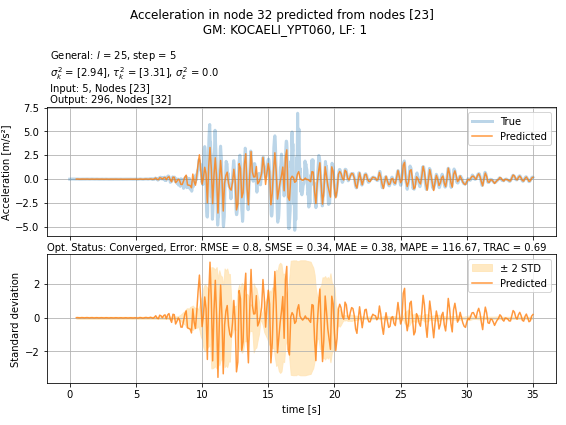 Acceleration in node 32 predicted from nodes [23]
GM: KOCAELI_YPT060, LF: 1
General: l = 25, step = 5
σ²ₖ = [2.94], τ²ₖ = [3.31], σ²ε = 0.0
Input: 5, Nodes [23]
Output: 296, Nodes [32]
Acceleration [m/s²]
7.5
5.0
2.5
0.0
−2.5
−5.0
True
Predicted
Opt. Status: Converged, Error: RMSE = 0.8, SMSE = 0.34, MAE = 0.38, MAPE = 116.67, TRAC = 0.69
Standard deviation
2
0
−2
± 2 STD
Predicted
0 5 10 15 20 25 30 35
time [s]